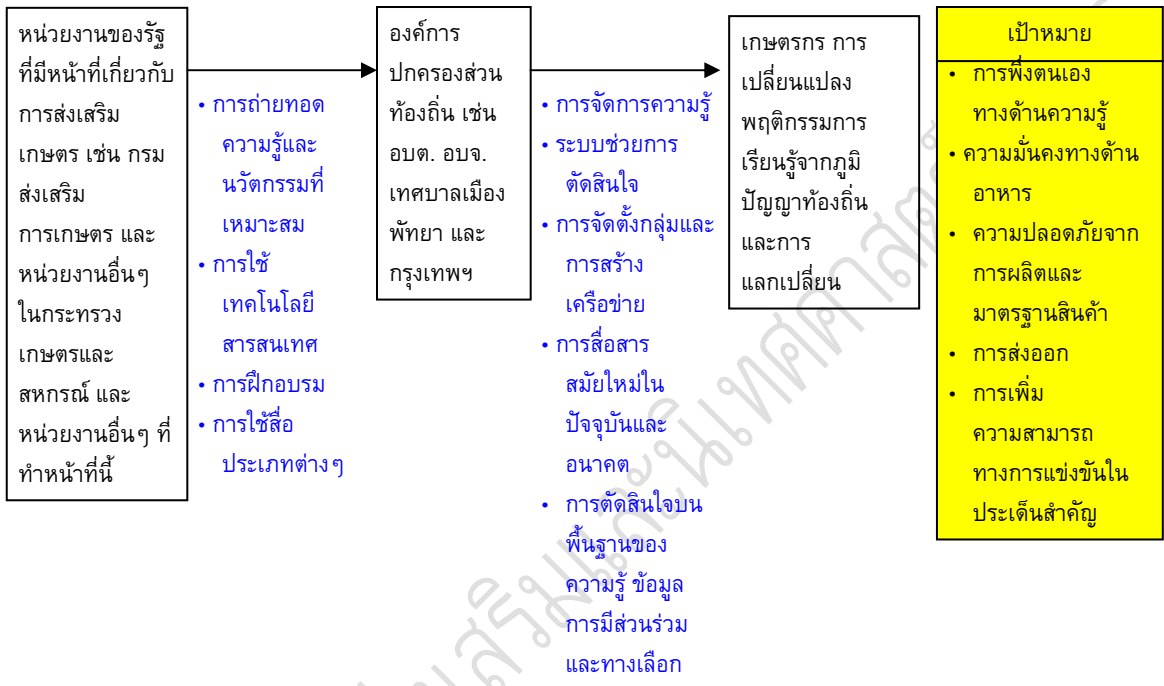 หน่วยงานของรัฐ
ที่มีหน้าที่เกี่ยวกับ
การส่งเสริม
เกษตร เช่น กรม
ส่งเสริม
การเกษตร และ
หน่วยงานอื่นๆ
ในกระทรวง
เกษตรและ
สหกรณ์ และ
หน่วยงานอื่นๆ ที่
ทำหน้าที่นี้
• การถ่ายทอด
ความรู้และ
นวัตกรรมที่
เหมาะสม
• การใช้
เทคโนโลยี
สารสนเทศ
• การฝึกอบรม
• การใช้สื่อ
ประเภทต่างๆ
องค์การ
ปกครองส่วน
ท้องถิ่น เช่น
อบต. อบจ.
เทศบาลเมือง
พัทยา และ
กรุงเทพฯ
• การจัดการความรู้
• ระบบช่วยการ
ตัดสินใจ
• การจัดตั้งกลุ่มและ
การสร้าง
เครือข่าย
• การสื่อสาร
สมัยใหม่ใน
ปัจจุบันและ
อนาคต
• การตัดสินใจบน
พื้นฐานของ
ความรู้ ข้อมูล
การมีส่วนร่วม
และทางเลือก
เกษตรกร การ
เปลี่ยนแปลง
พฤติกรรมการ
เรียนรู้จากภูมิ
ปัญญาท้องถิ่น
และการ
แลกเปลี่ยน
เป้าหมาย
• การพึ่งตนเอง
ทางด้านความรู้
• ความมั่นคงทางด้าน
อาหาร
• ความปลอดภัยจาก
การผลิตและ
มาตรฐานสินค้า
• การส่งออก
• การเพิ่ม
ความสามารถ
ทางการแข่งขันใน
ประเด็นสำคัญ